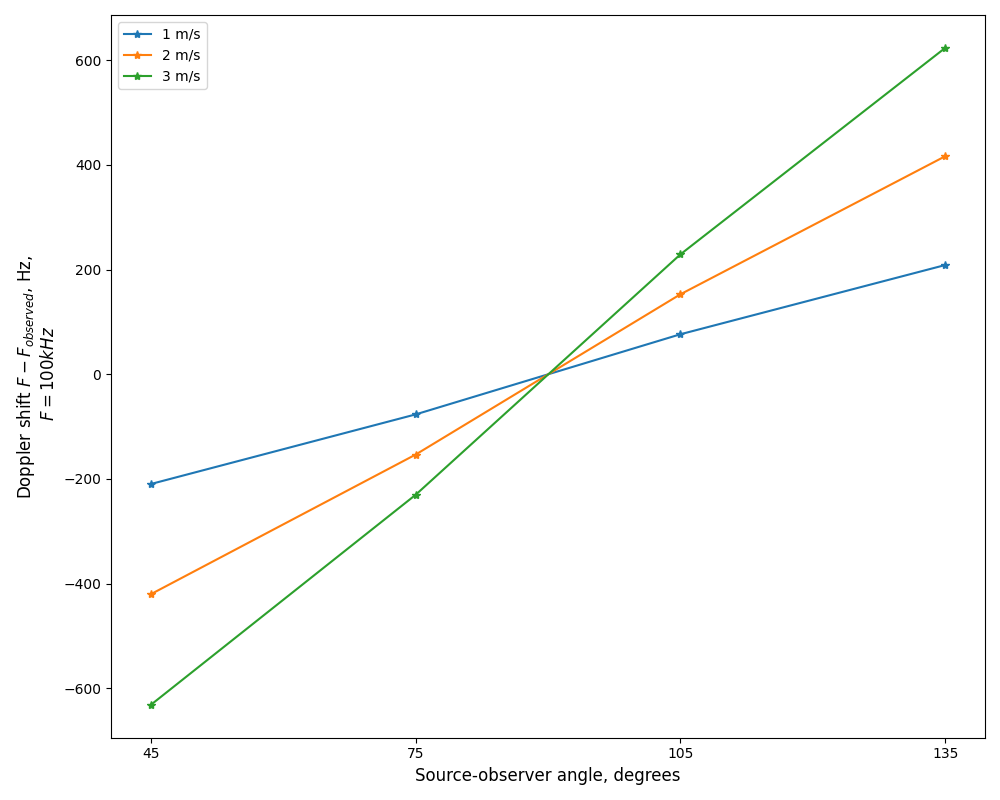 1 m/s
2 m/s
3 m/s
600
400
200
0
−200
−400
−600
Doppler shift F − F_observed, Hz,
F = 100kHz
45 75 105 135
Source-observer angle, degrees